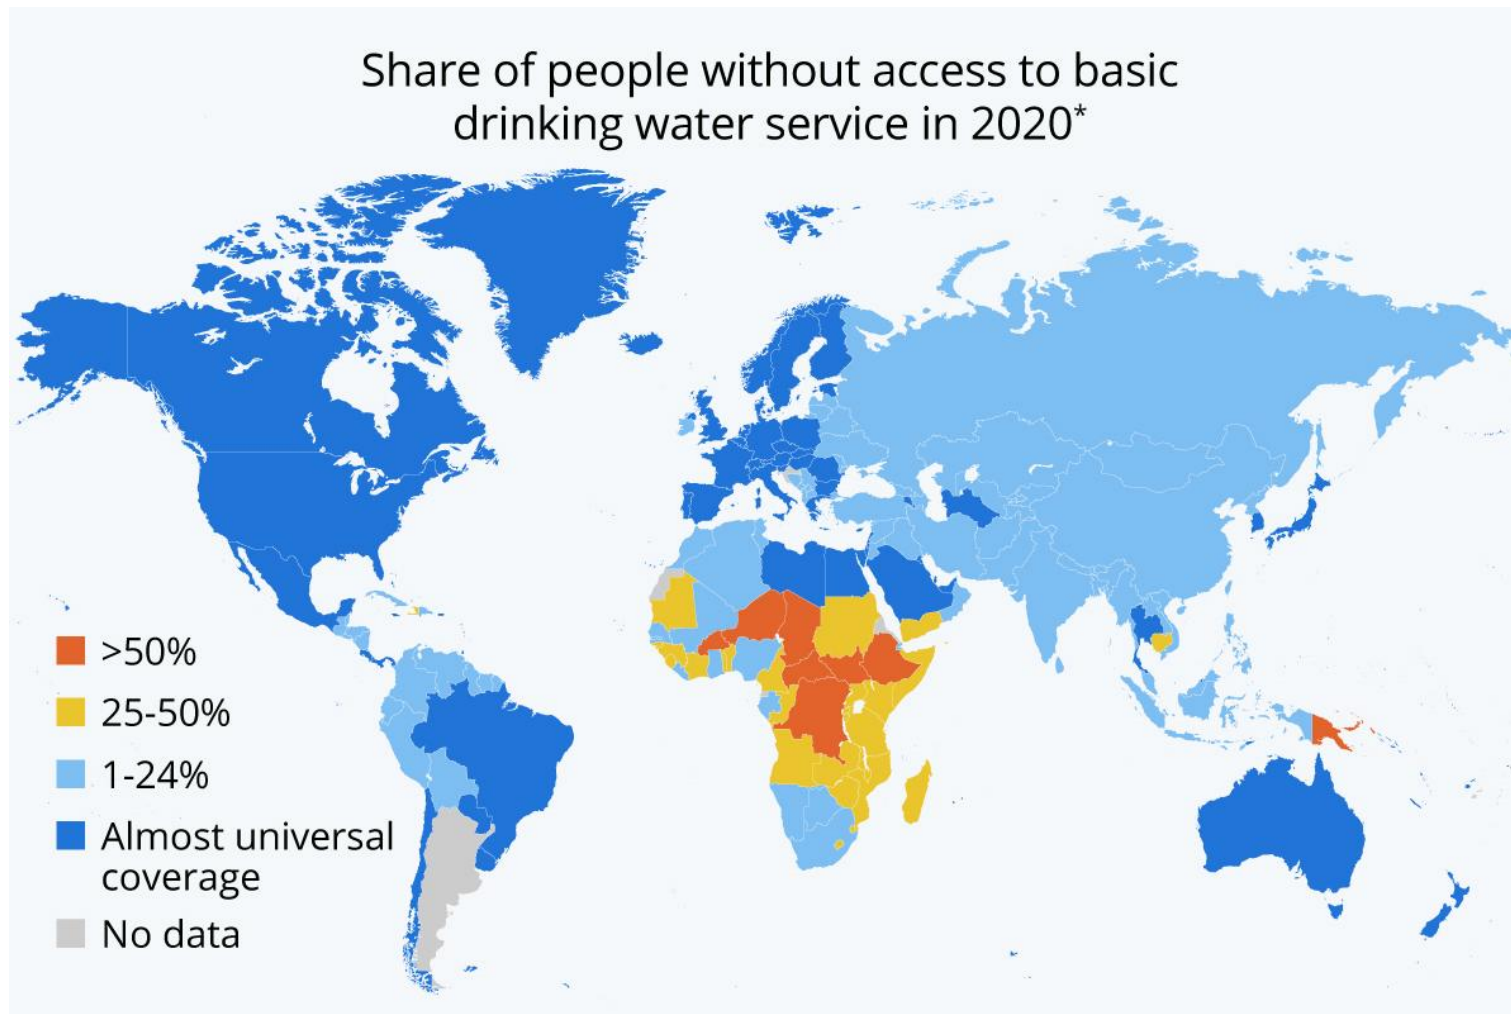 Share of people without access to basic
drinking water service in 2020*
>50%
25-50%
1-24%
Almost universal
coverage
No data